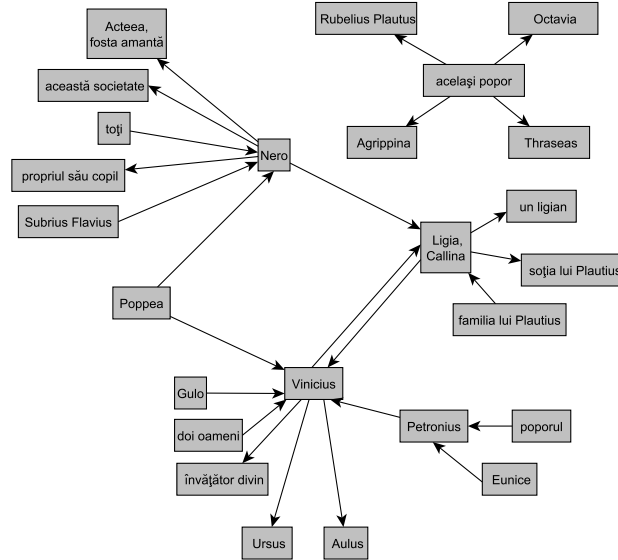 Acteea,
fosta amantă
Rubelius Plautus
Octavia
această societate
acelaşi popor
toţi
Agrippina
Thraseas
Nero
propriul său copil
un ligian
Subrius Flavius
Ligia,
Callina
soţia lui Plautius
Poppea
familia lui Plautius
Vinicius
Gulo
Petronius
poporul
doi oameni
învăţător divin
Eunice
Ursus
Aulus